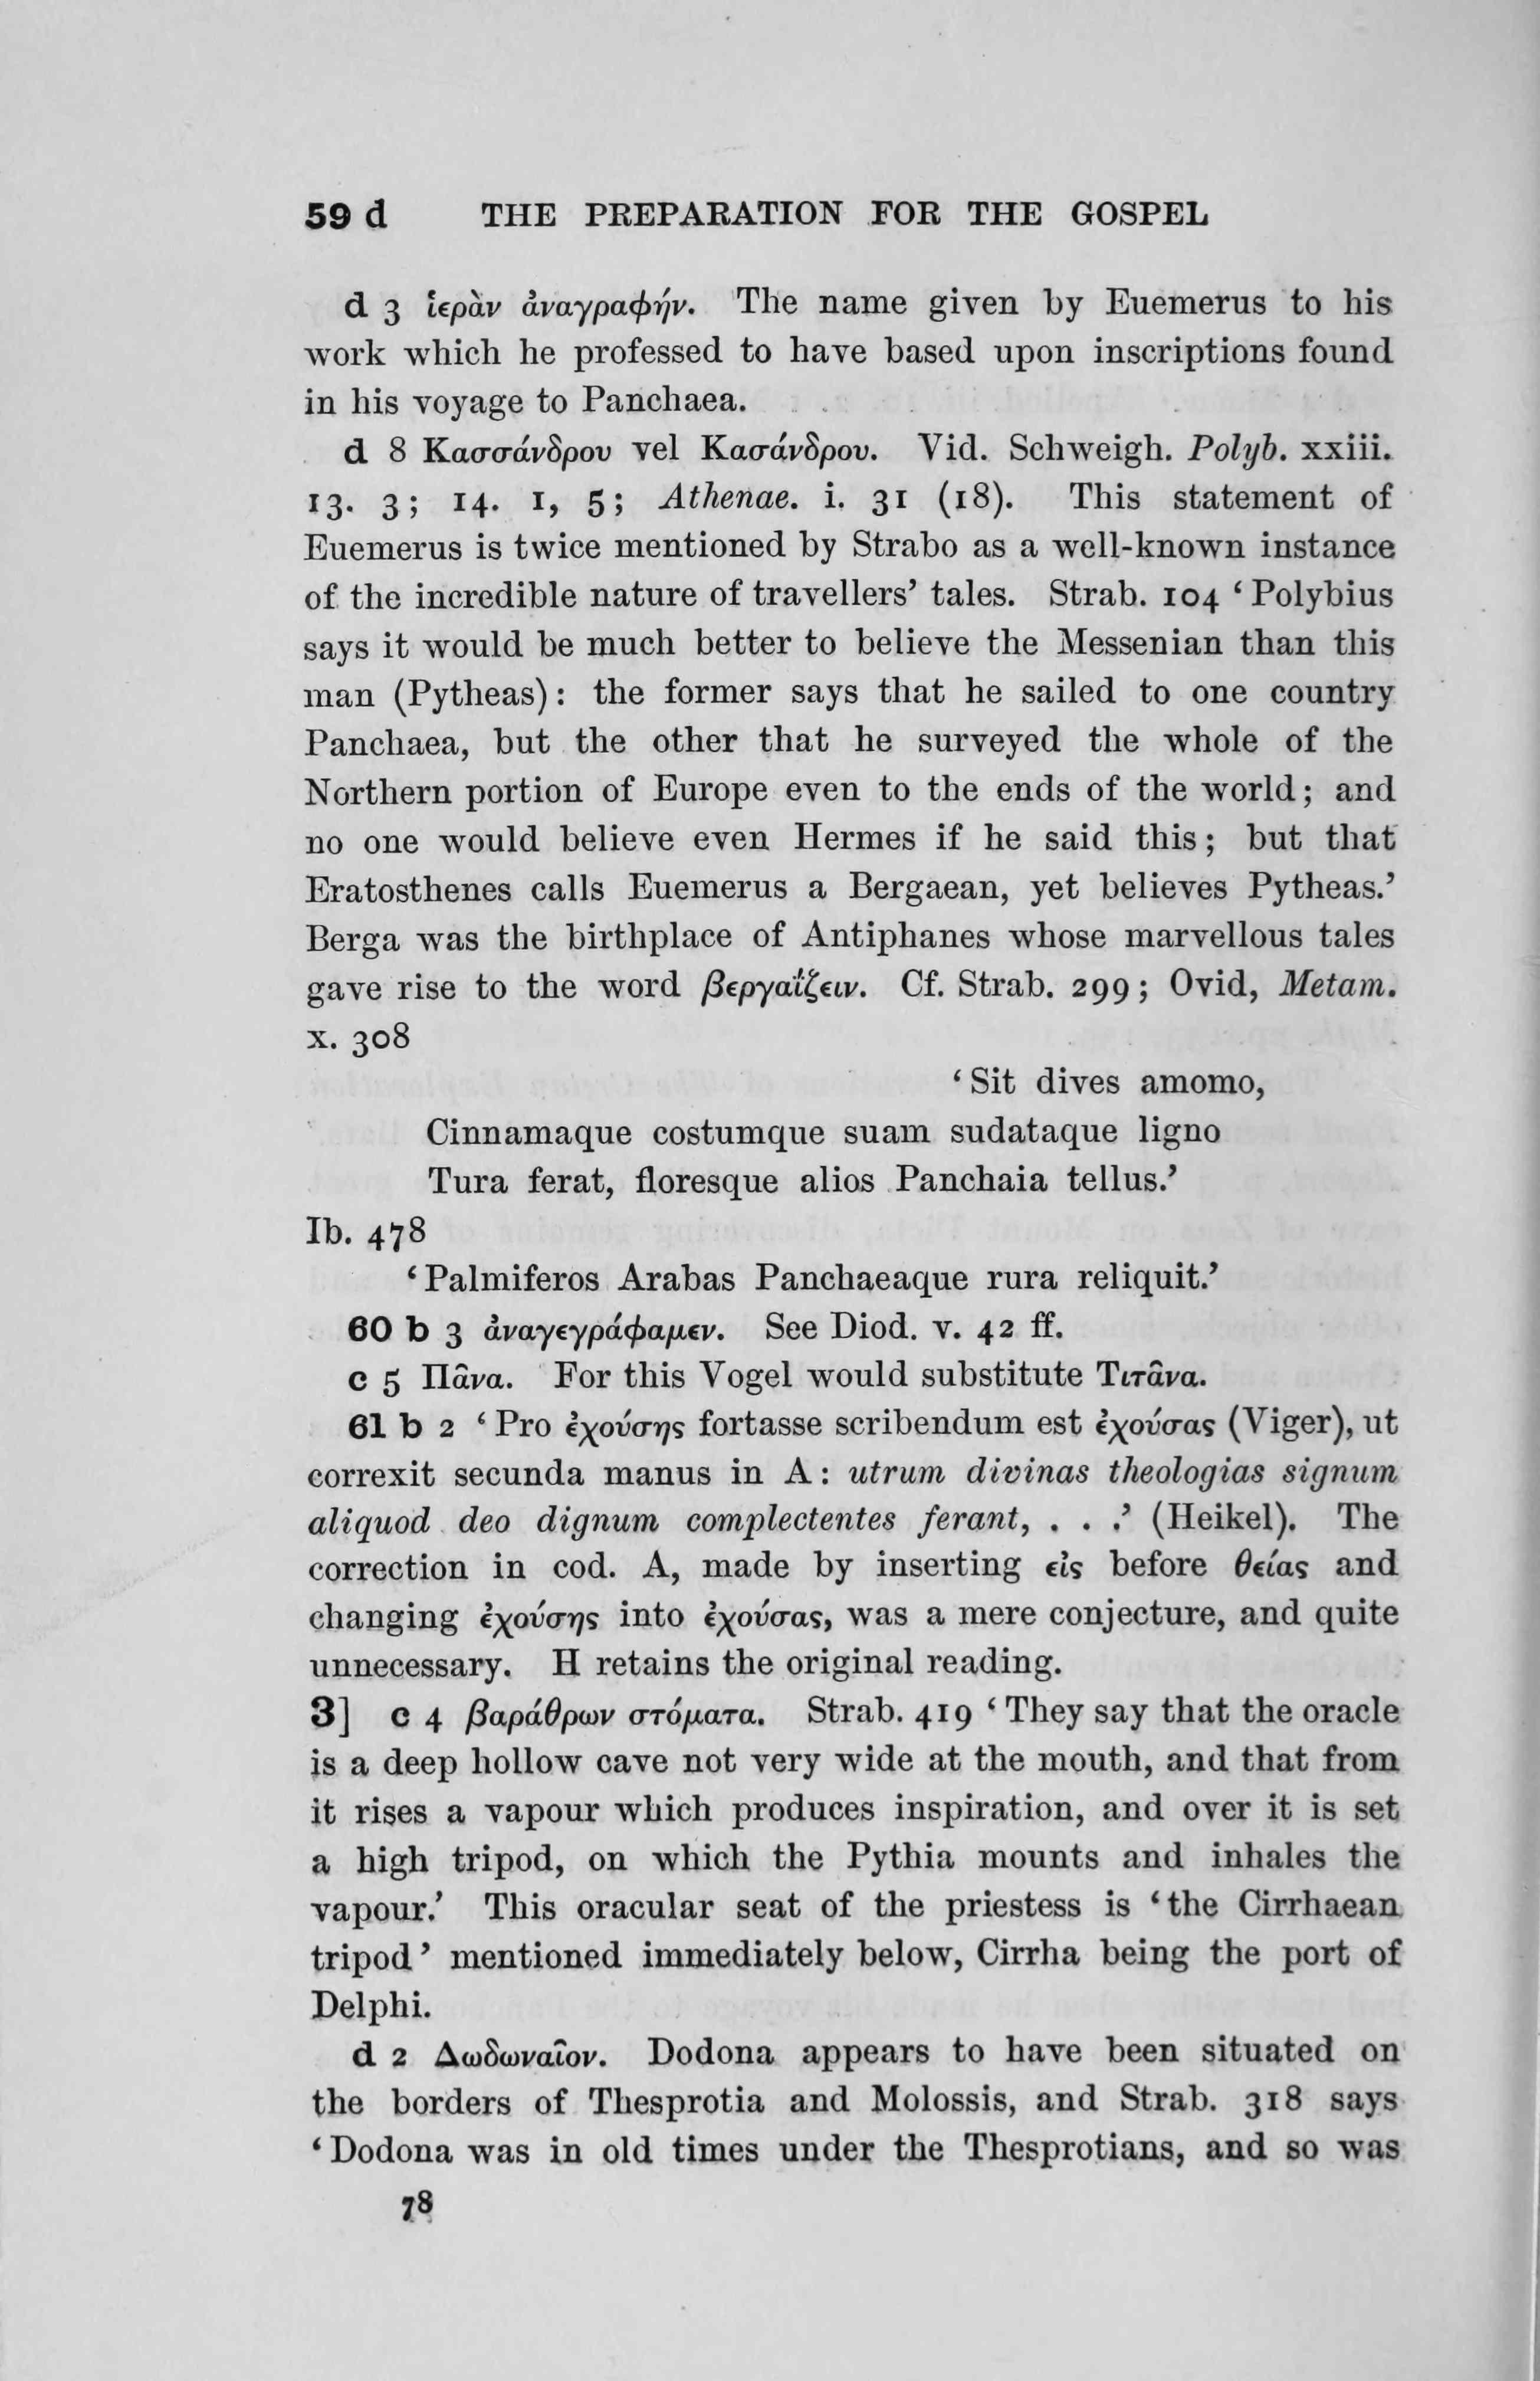 59 d THE PREPARATION FOR THE GOSPEL
d 3 ἱερὰν ἀναγραφήν. The name given by Euemerus to his
work which he professed to have based upon inscriptions found
in his voyage to Panchaea.
d 8 Κασσάνδρου vel Κασάνδρου. Vid. Schweigh. Polyb. xxiii.
13. 3; 14. 1, 5; Athenae. i. 31 (18). This statement of
Euemerus is twice mentioned by Strabo as a well-known instance
of the incredible nature of travellers’ tales. Strab. 104 ‘Polybius
says it would be much better to believe the Messenian than this
man (Pytheas): the former says that he sailed to one country
Panchaea, but the other that he surveyed the whole of the
Northern portion of Europe even to the ends of the world; and
no one would believe even Hermes if he said this; but that
Eratosthenes calls Euemerus a Bergaean, yet believes Pytheas.’
Berga was the birthplace of Antiphanes whose marvellous tales
gave rise to the word βεργαΐζειν. Cf. Strab. 299; Ovid, Metam.
x. 308
‘Sit dives amomo,
Cinnamaque costumque suam sudataque ligno
Tura ferat, floresque alios Panchaia tellus.’
Ib. 478
‘Palmiferos Arabas Panchaeaque rura reliquit.’
60 b 3 ἀναγεγράφαμεν. See Diod. v. 42 ff.
c 5 Πᾶνα. For this Vogel would substitute Τιτᾶνα.
61 b 2 ‘Pro ἐχούσης fortasse scribendum est ἐχούσας (Viger), ut
correxit secunda manus in A: utrum divinas theologias signum
aliquod deo dignum complectentes ferant, . . .’ (Heikel). The
correction in cod. A, made by inserting εἰς before θείας and
changing ἐχούσης into ἐχούσας, was a mere conjecture, and quite
unnecessary. H retains the original reading.
3] c 4 βαράθρων στόματα. Strab. 419 ‘They say that the oracle
is a deep hollow cave not very wide at the mouth, and that from
it rises a vapour which produces inspiration, and over it is set
a high tripod, on which the Pythia mounts and inhales the
vapour.’ This oracular seat of the priestess is ‘the Cirrhaean
tripod’ mentioned immediately below, Cirrha being the port of
Delphi.
d 2 Δωδωναῖον. Dodona appears to have been situated on
the borders of Thesprotia and Molossis, and Strab. 318 says
‘Dodona was in old times under the Thesprotians, and so was
78